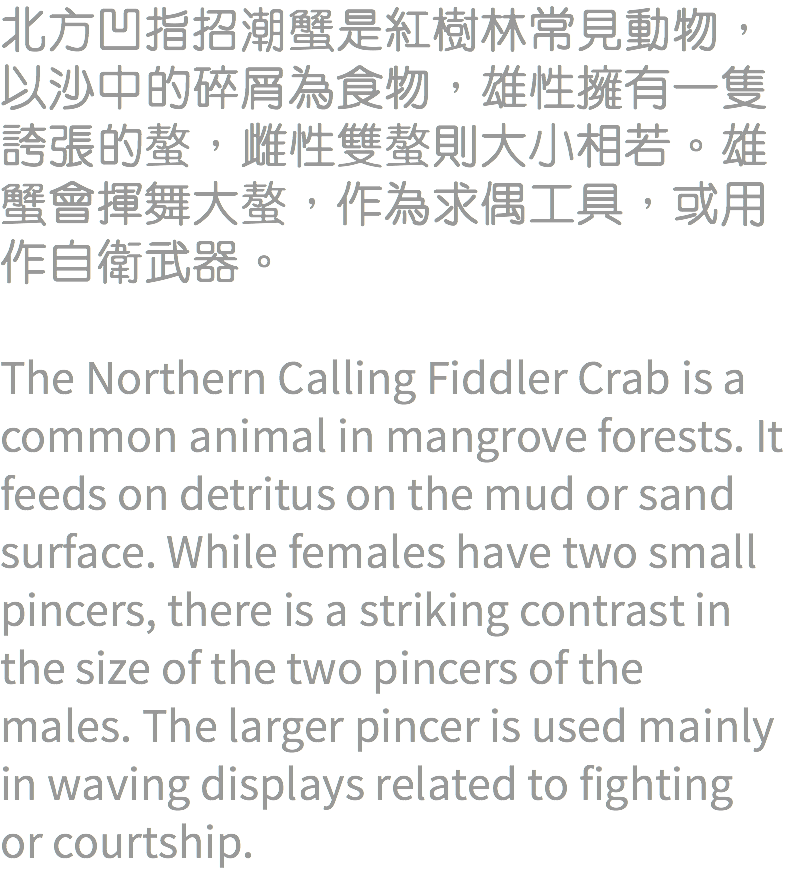 北方凹指招潮蟹是紅樹林常見動物，
以沙中的碎屑為食物，雄性擁有一隻
誇張的螯，雌性雙螯則大小相若。雄
蟹會揮舞大螯，作為求偶工具，或用
作自衛武器。
The Northern Calling Fiddler Crab is a
common animal in mangrove forests. It
feeds on detritus on the mud or sand
surface. While females have two small
pincers, there is a striking contrast in
the size of the two pincers of the
males. The larger pincer is used mainly
in waving displays related to fighting
or courtship.